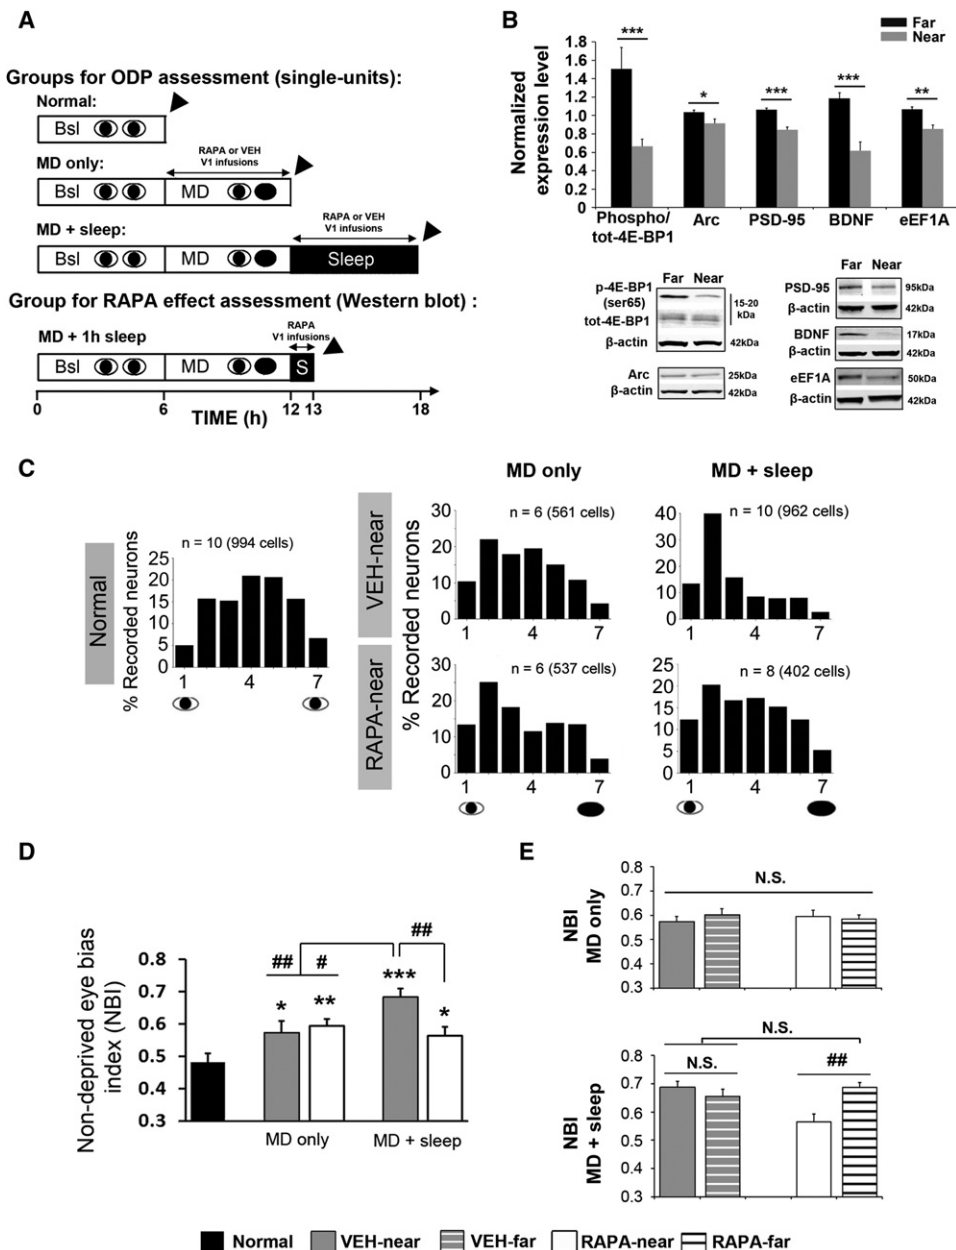 A
Groups for ODP assessment (single-units):
Normal:
Bsl
MD only:
RAPA or VEH
V1 infusions
Bsl MD
MD + sleep:
RAPA or VEH
V1 infusions
Bsl MD Sleep
Group for RAPA effect assessment (Western blot) :
MD + 1h sleep
RAPA
V1 infusions
Bsl MD S
0 6 12 13 18
TIME (h)
B
Far
Near
Normalized
expression level
1.8
1.6
1.4
1.2
1.0
0.8
0.6
0.4
0.2
0
*** * *** *** **
Phospho/
tot-4E-BP1
Arc PSD-95 BDNF eEF1A
Far Near
p-4E-BP1
(ser65)
tot-4E-BP1
15-20
kDa
β-actin 42kDa
Arc 25kDa
β-actin 42kDa
Far Near
PSD-95 95kDa
β-actin 42kDa
BDNF 17kDa
β-actin 42kDa
eEF1A 50kDa
β-actin 42kDa
C
MD only MD + sleep
Normal
n = 10 (994 cells)
% Recorded neurons
25
20
15
10
5
0
1 4 7
VEH-near
RAPA-near
% Recorded neurons
n = 6 (561 cells)
30
20
10
0
1 4 7
n = 10 (962 cells)
40
30
20
10
0
1 4 7
n = 6 (537 cells)
30
20
10
0
1 4 7
n = 8 (402 cells)
25
20
15
10
5
0
1 4 7
D
Non-deprived eye bias
index (NBI)
0.8
0.7
0.6
0.5
0.4
0.3
## # ##
* ** *** *
MD only MD + sleep
E
NBI
MD only
0.8
0.7
0.6
0.5
0.4
0.3
N.S.
NBI
MD + sleep
0.8
0.7
0.6
0.5
0.4
0.3
N.S.
N.S. ##
Normal VEH-near VEH-far RAPA-near RAPA-far